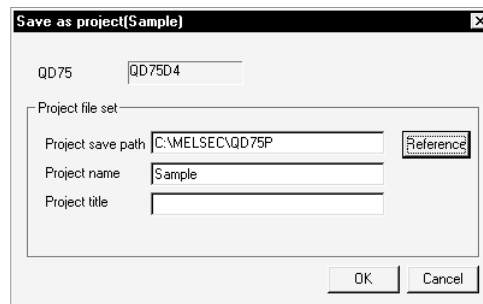 Save as project(Sample)
QD75 QD75D4
Project file set
Project save path C:\MELSEC\QD75P Reference
Project name Sample
Project title
OK Cancel